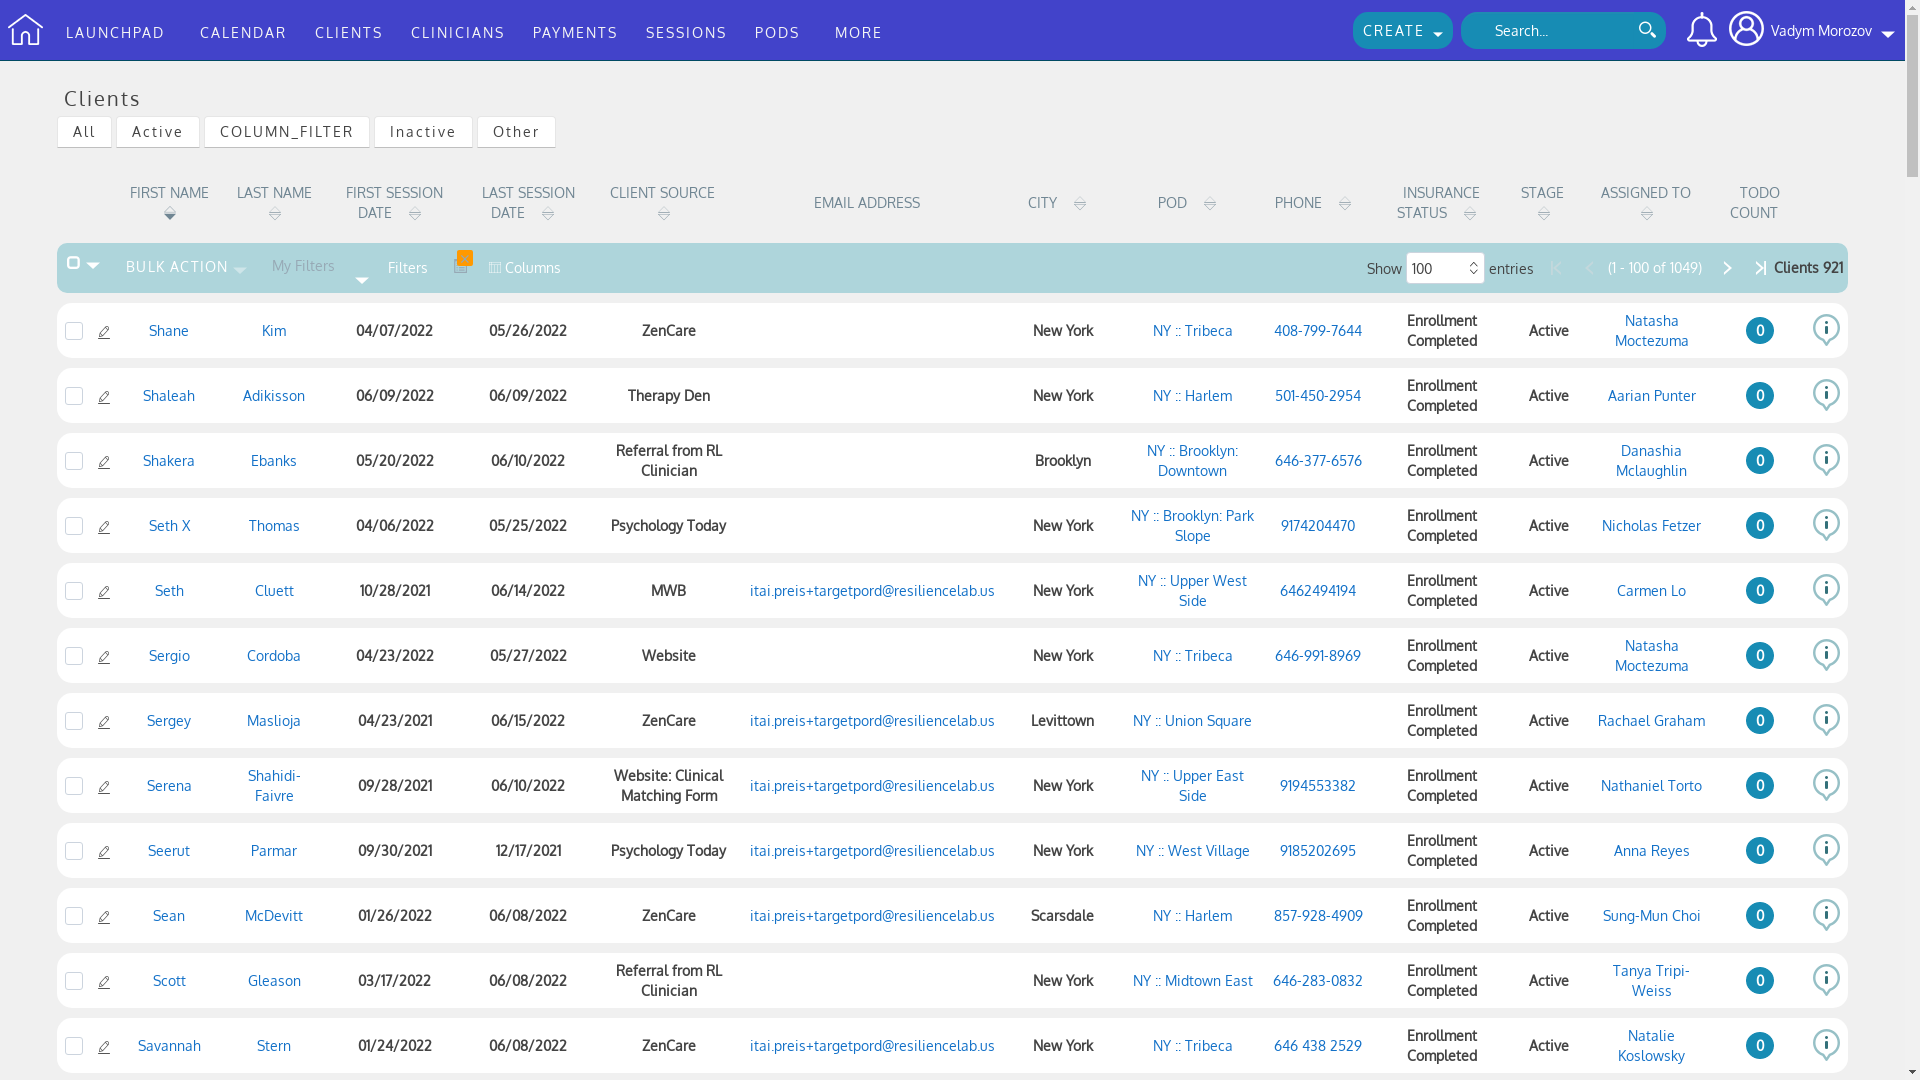 LAUNCHPAD CALENDAR CLIENTS CLINICIANS PAYMENTS SESSIONS PODS MORE CREATE Search... Vadym Morozov
Clients
All Active COLUMN_FILTER Inactive Other
FIRST NAME LAST NAME FIRST SESSION DATE LAST SESSION DATE CLIENT SOURCE EMAIL ADDRESS CITY POD PHONE INSURANCE STATUS STAGE ASSIGNED TO TODO COUNT
BULK ACTION My Filters Filters Columns Show 100 entries (1 - 100 of 1049) Clients 921
Shane Kim 04/07/2022 05/26/2022 ZenCare New York NY :: Tribeca 408-799-7644 Enrollment Completed Active Natasha Moctezuma 0
Shaleah Adikisson 06/09/2022 06/09/2022 Therapy Den New York NY :: Harlem 501-450-2954 Enrollment Completed Active Aarian Punter 0
Shakera Ebanks 05/20/2022 06/10/2022 Referral from RL Clinician Brooklyn NY :: Brooklyn: Downtown 646-377-6576 Enrollment Completed Active Danashia Mclaughlin 0
Seth X Thomas 04/06/2022 05/25/2022 Psychology Today New York NY :: Brooklyn: Park Slope 9174204470 Enrollment Completed Active Nicholas Fetzer 0
Seth Cluett 10/28/2021 06/14/2022 MWB itai.preis+targetpord@resiliencelab.us New York NY :: Upper West Side 6462494194 Enrollment Completed Active Carmen Lo 0
Sergio Cordoba 04/23/2022 05/27/2022 Website New York NY :: Tribeca 646-991-8969 Enrollment Completed Active Natasha Moctezuma 0
Sergey Maslioja 04/23/2021 06/15/2022 ZenCare itai.preis+targetpord@resiliencelab.us Levittown NY :: Union Square Enrollment Completed Active Rachael Graham 0
Serena Shahidi-Faivre 09/28/2021 06/10/2022 Website: Clinical Matching Form itai.preis+targetpord@resiliencelab.us New York NY :: Upper East Side 9194553382 Enrollment Completed Active Nathaniel Torto 0
Seerut Parmar 09/30/2021 12/17/2021 Psychology Today itai.preis+targetpord@resiliencelab.us New York NY :: West Village 9185202695 Enrollment Completed Active Anna Reyes 0
Sean McDevitt 01/26/2022 06/08/2022 ZenCare itai.preis+targetpord@resiliencelab.us Scarsdale NY :: Harlem 857-928-4909 Enrollment Completed Active Sung-Mun Choi 0
Scott Gleason 03/17/2022 06/08/2022 Referral from RL Clinician New York NY :: Midtown East 646-283-0832 Enrollment Completed Active Tanya Tripi-Weiss 0
Savannah Stern 01/24/2022 06/08/2022 ZenCare itai.preis+targetpord@resiliencelab.us New York NY :: Tribeca 646 438 2529 Enrollment Completed Active Natalie Koslowsky 0